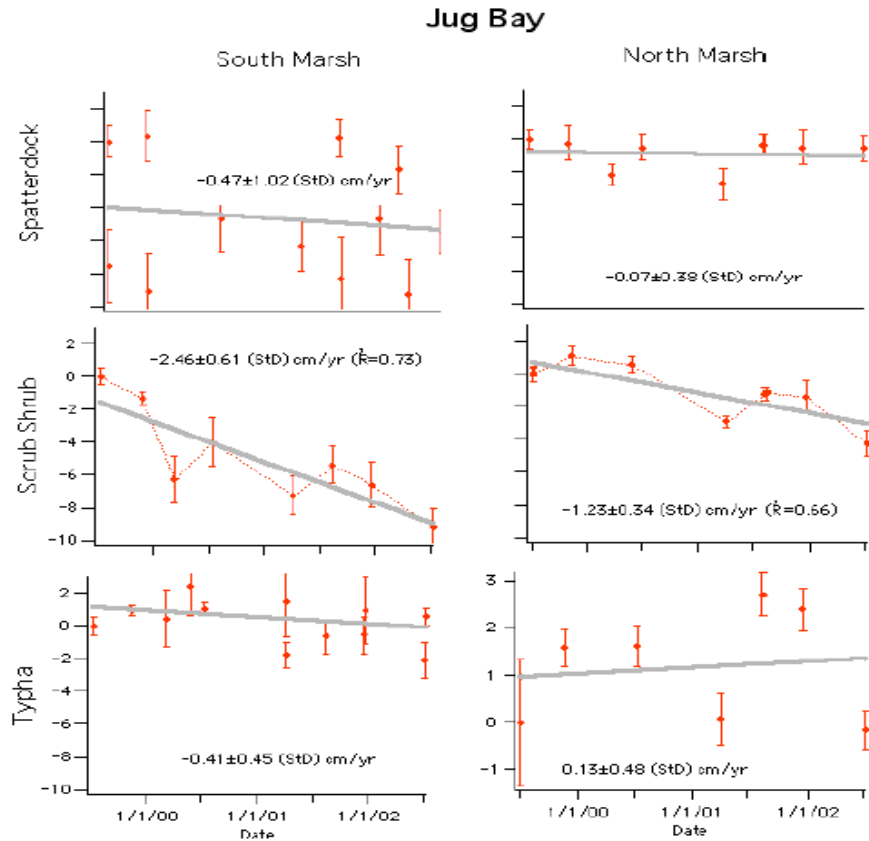 Jug Bay
South Marsh
North Marsh
Spatterdock
-0.47±1.02 (StD) cm/yr
-0.07±0.38 (StD) cm/yr
Scrub Shrub
2
0
-2
-4
-6
-8
-10
-2.46±0.61 (StD) cm/yr (R=0.73)
-1.23±0.34 (StD) cm/yr (R=0.66)
Typha
2
0
-2
-4
-6
-8
-10
-0.41±0.45 (StD) cm/yr
1/1/00
1/1/01
1/1/02
Date
3
2
1
0
-1
0.13±0.48 (StD) cm/yr
1/1/00
1/1/01
1/1/02
Date